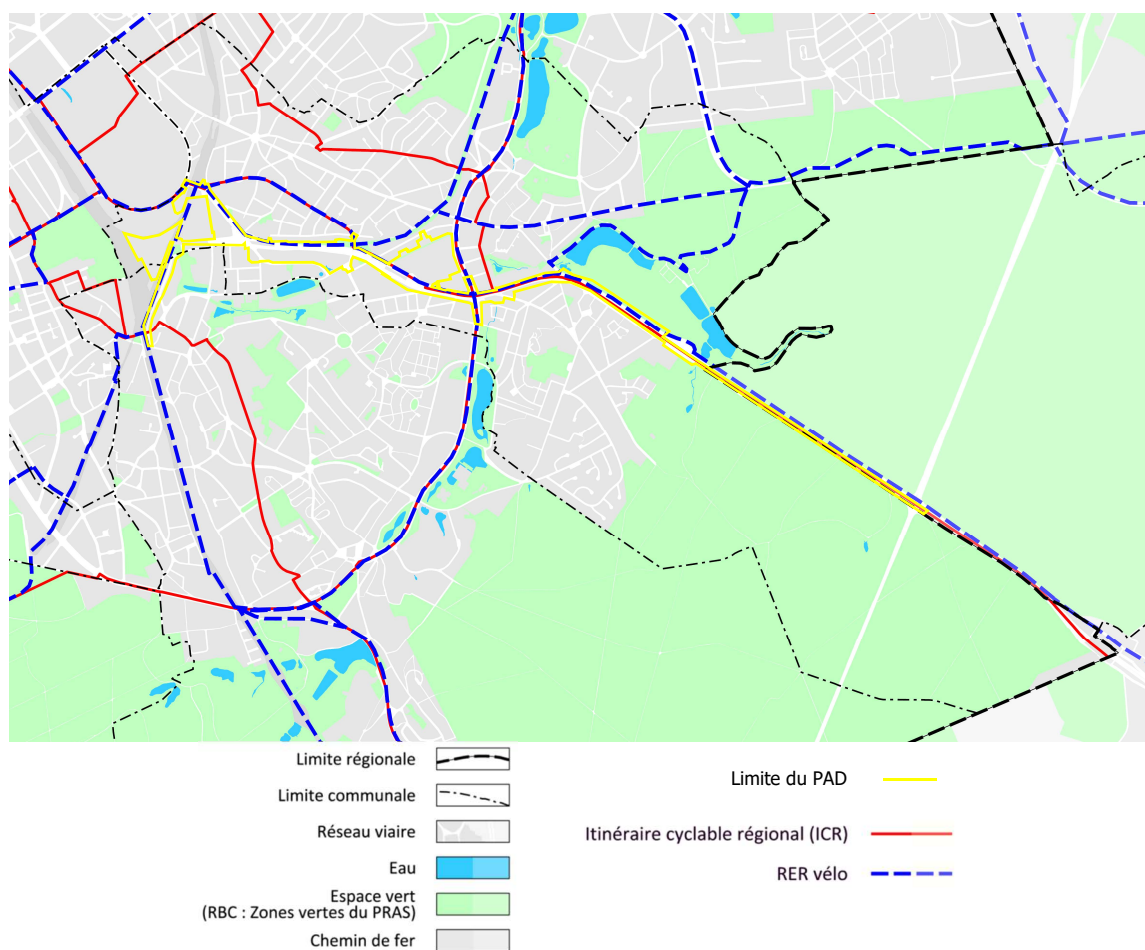 Limite régionale
Limite communale
Réseau viaire
Eau
Espace vert
(RBC : Zones vertes du PRAS)
Chemin de fer
Limite du PAD
Itinéraire cyclable régional (ICR)
RER vélo